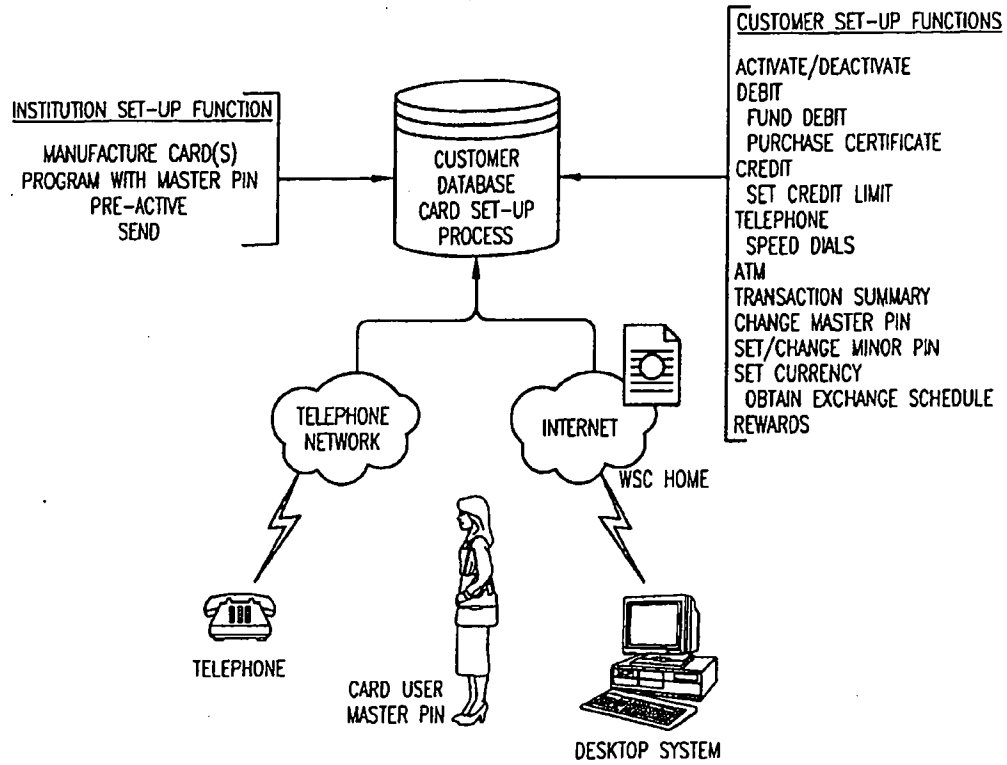 INSTITUTION SET-UP FUNCTION
MANUFACTURE CARD(S)
PROGRAM WITH MASTER PIN
PRE-ACTIVE
SEND
CUSTOMER
DATABASE
CARD SET-UP
PROCESS
CUSTOMER SET-UP FUNCTIONS
ACTIVATE/DEACTIVATE
DEBIT
FUND DEBIT
PURCHASE CERTIFICATE
CREDIT
SET CREDIT LIMIT
TELEPHONE
SPEED DIALS
ATM
TRANSACTION SUMMARY
CHANGE MASTER PIN
SET/CHANGE MINOR PIN
SET CURRENCY
OBTAIN EXCHANGE SCHEDULE
REWARDS
TELEPHONE
NETWORK
INTERNET
WSC HOME
TELEPHONE
CARD USER
MASTER PIN
DESKTOP SYSTEM